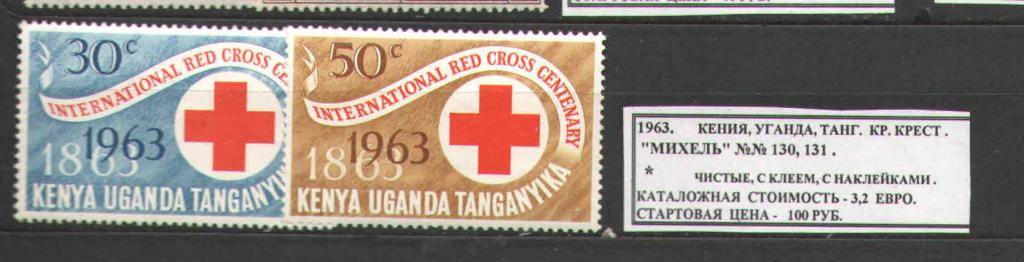 30c
INTERNATIONAL RED CROSS CEN
1963
1863
KENYA UGANDA TANGANYI
50c
INTERNATIONAL RED CROSS CENTENARY
1963
1863
KENYA UGANDA TANGANYIKA
1963. КЕНИЯ, УГАНДА, ТАНГ. КР. КРЕСТ.
"МИХЕЛЬ" №№ 130, 131.
* ЧИСТЫЕ, С КЛЕЕМ, С НАКЛЕЙКАМИ.
КАТАЛОЖНАЯ СТОИМОСТЬ - 3,2 ЕВРО.
СТАРТОВАЯ ЦЕНА - 100 РУБ.